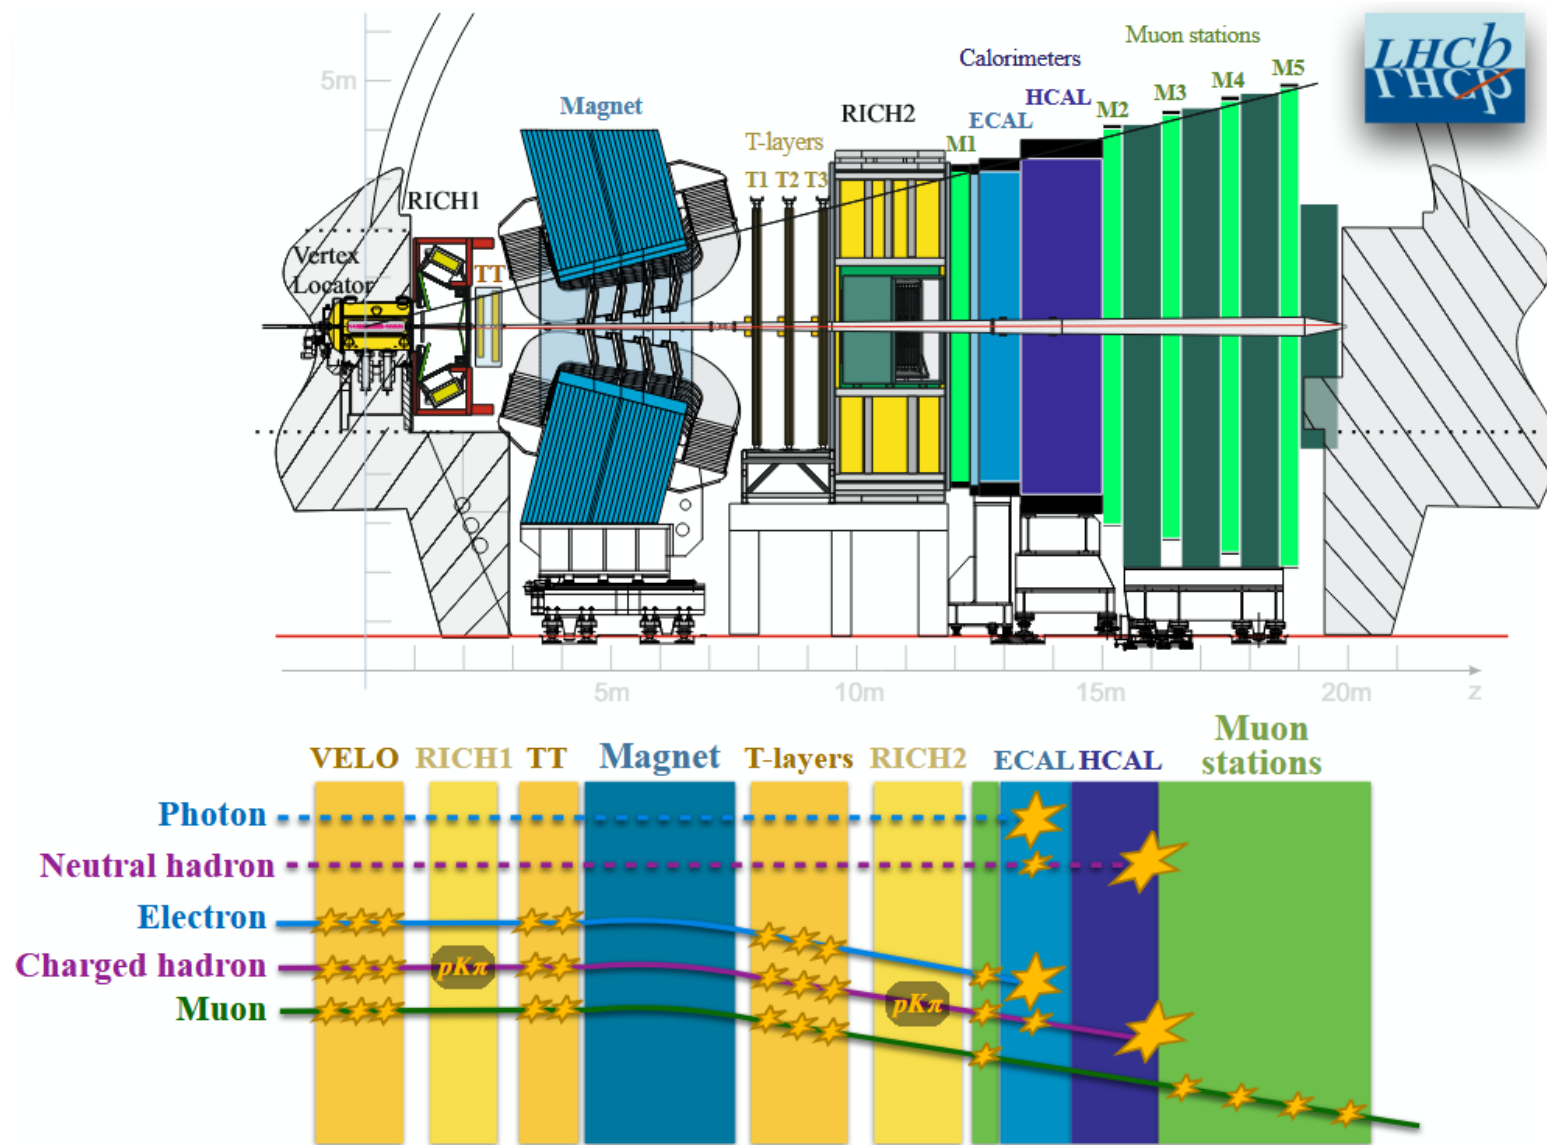 LHCb
LHCb
Muon stations
5m
Calorimeters
M5
M4
M3
M2
HCAL
Magnet
RICH2
ECAL
M1
T-layers
T1 T2 T3
RICH1
Vertex
Locator
TT
5m
10m
15m
20m
z
Muon
stations
VELO RICH1 TT Magnet T-layers RICH2 ECAL HCAL
Photon
Neutral hadron
Electron
Charged hadron
pKπ
pKπ
Muon